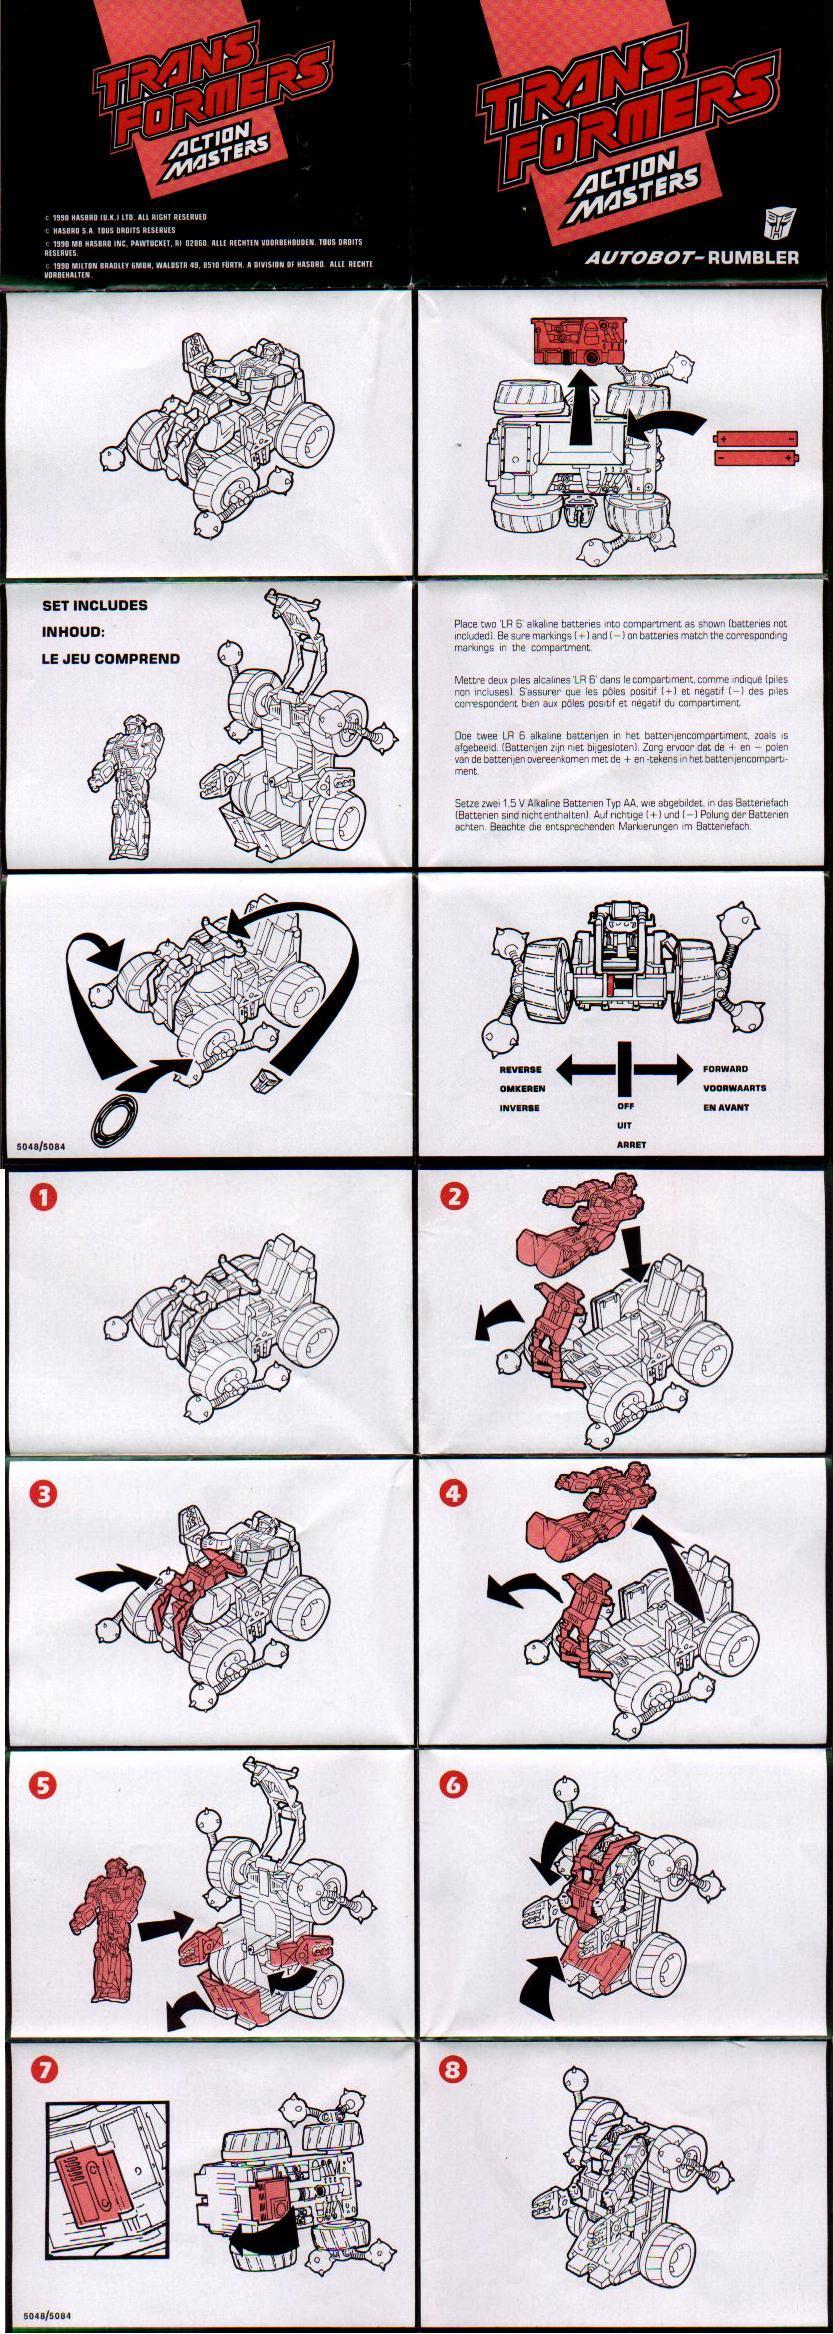 TRANS
FORMERS
ACTION
MASTERS
© 1990 HASBRO (U.K.) LTD. ALL RIGHT RESERVED
© HASBRO S.A. TOUS DROITS RESERVES
© 1990 MB HASBRO INC, PAWTUCKET, RI 02860. ALLE RECHTEN VOORBEHOUDEN. TOUS DROITS
RESERVES.
© 1990 MILTON BRADLEY GMBH, WALDSTR 49, 8510 FÜRTH. A DIVISION OF HASBRO. ALLE RECHTE
VORBEHALTEN.
TRANS
FORMERS
ACTION
MASTERS
AUTOBOT-RUMBLER
+ -
- +
SET INCLUDES
INHOUD:
LE JEU COMPREND
Place two 'LR 6' alkaline batteries into compartment as shown (batteries not
included). Be sure markings (+) and (-) on batteries match the corresponding
markings in the compartment.
Mettre deux piles alcalines 'LR 6' dans le compartiment, comme indiqué (piles
non incluses). S'assurer que les pôles positif (+) et négatif (-) des piles
correspondent bien aux pôles positif et négatif du compartiment.
Doe twee LR 6 alkaline batterijen in het batterijencompartiment, zoals is
afgebeeld. (Batterijen zijn niet bijgesloten). Zorg ervoor dat de + en - polen
van de batterijen overeenkomen met de + en -tekens in het batterijencomparti-
ment.
Setze zwei 1,5 V Alkaline Batterien Typ AA, wie abgebildet, in das Batteriefach
(Batterien sind nicht enthalten). Auf richtige (+) und (-) Polung der Batterien
achten. Beachte die entsprechenden Markierungen im Batteriefach.
5048/5084
REVERSE
OMKEREN
INVERSE
OFF
UIT
ARRET
FORWARD
VOORWAARTS
EN AVANT
1
2
3
4
5
6
7
8
5048/5084